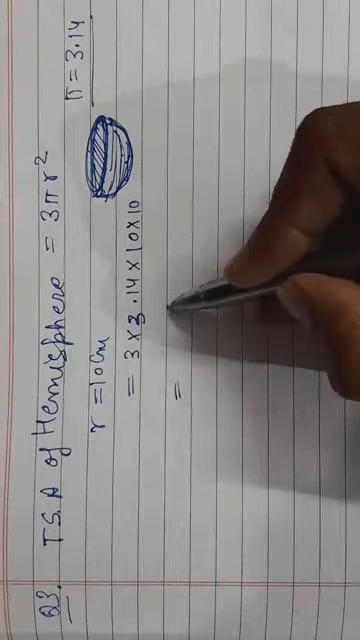 Q3. T.S.A of Hemisphere = 3πr²
r = 10cm π = 3.14
= 3 × 3.14 × 10 × 10
=